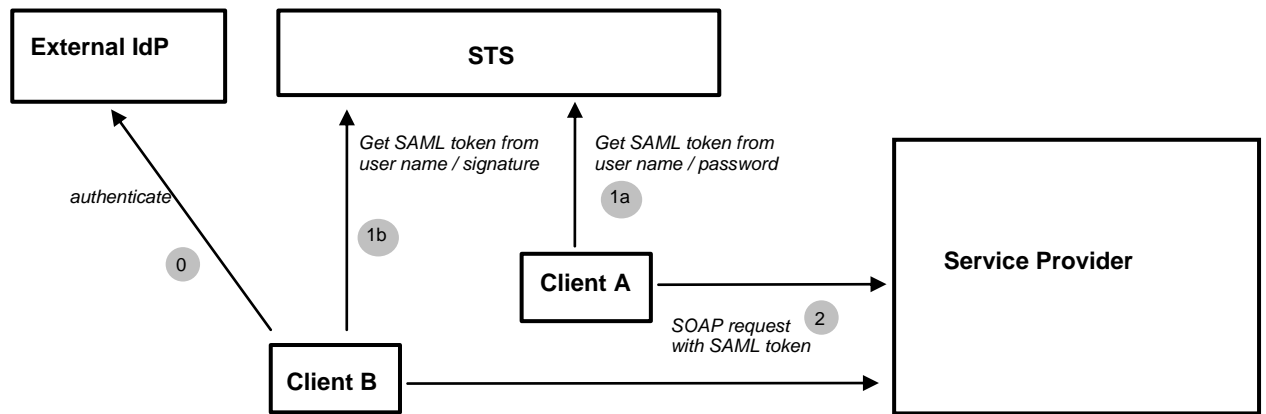 External IdP
STS
Get SAML token from
user name / signature
Get SAML token from
user name / password
authenticate
1a
1b
0
Client A
Service Provider
2
SOAP request
with SAML token
Client B